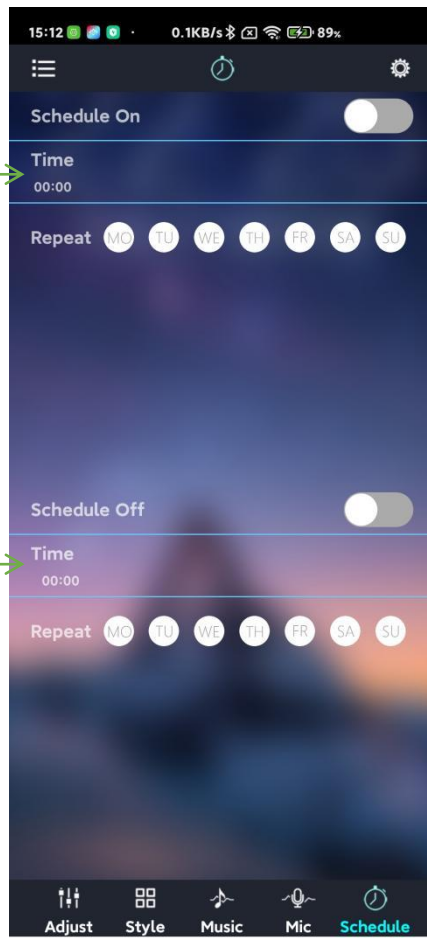 15:12 0.1KB/s 89%
Schedule On
Time
00:00
Repeat MO TU WE TH FR SA SU
Schedule Off
Time
00:00
Repeat MO TU WE TH FR SA SU
Adjust Style Music Mic Schedule